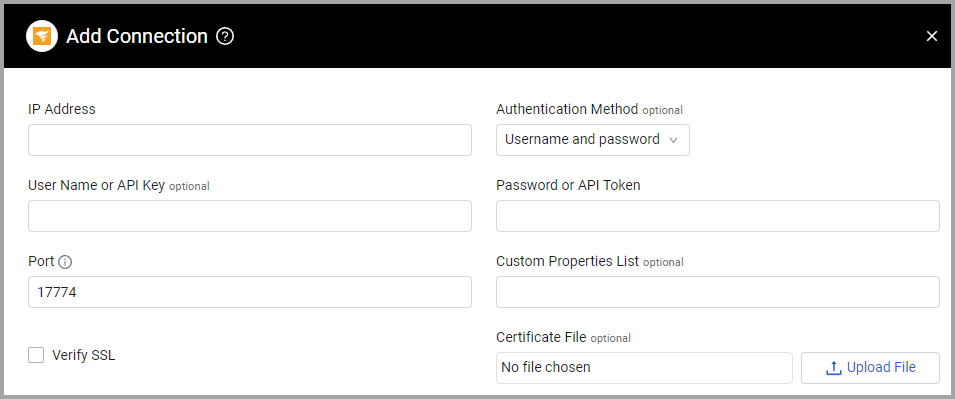 Add Connection
IP Address
Authentication Method optional
Username and password
User Name or API Key optional
Password or API Token
Port
Custom Properties List optional
17774
Verify SSL
Certificate File optional
No file chosen
Upload File